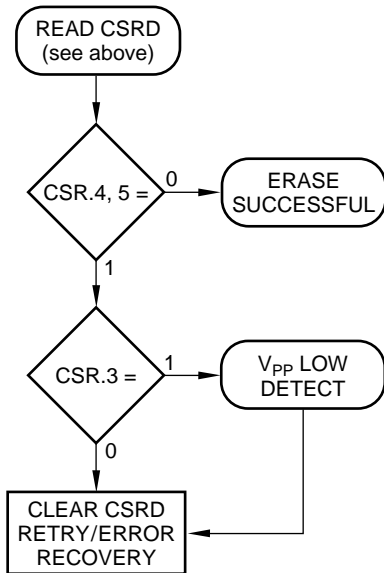 READ CSRD
(see above)
CSR.4, 5 =
0
ERASE
SUCCESSFUL
1
CSR.3 =
1
VPP LOW
DETECT
0
CLEAR CSRD
RETRY/ERROR
RECOVERY